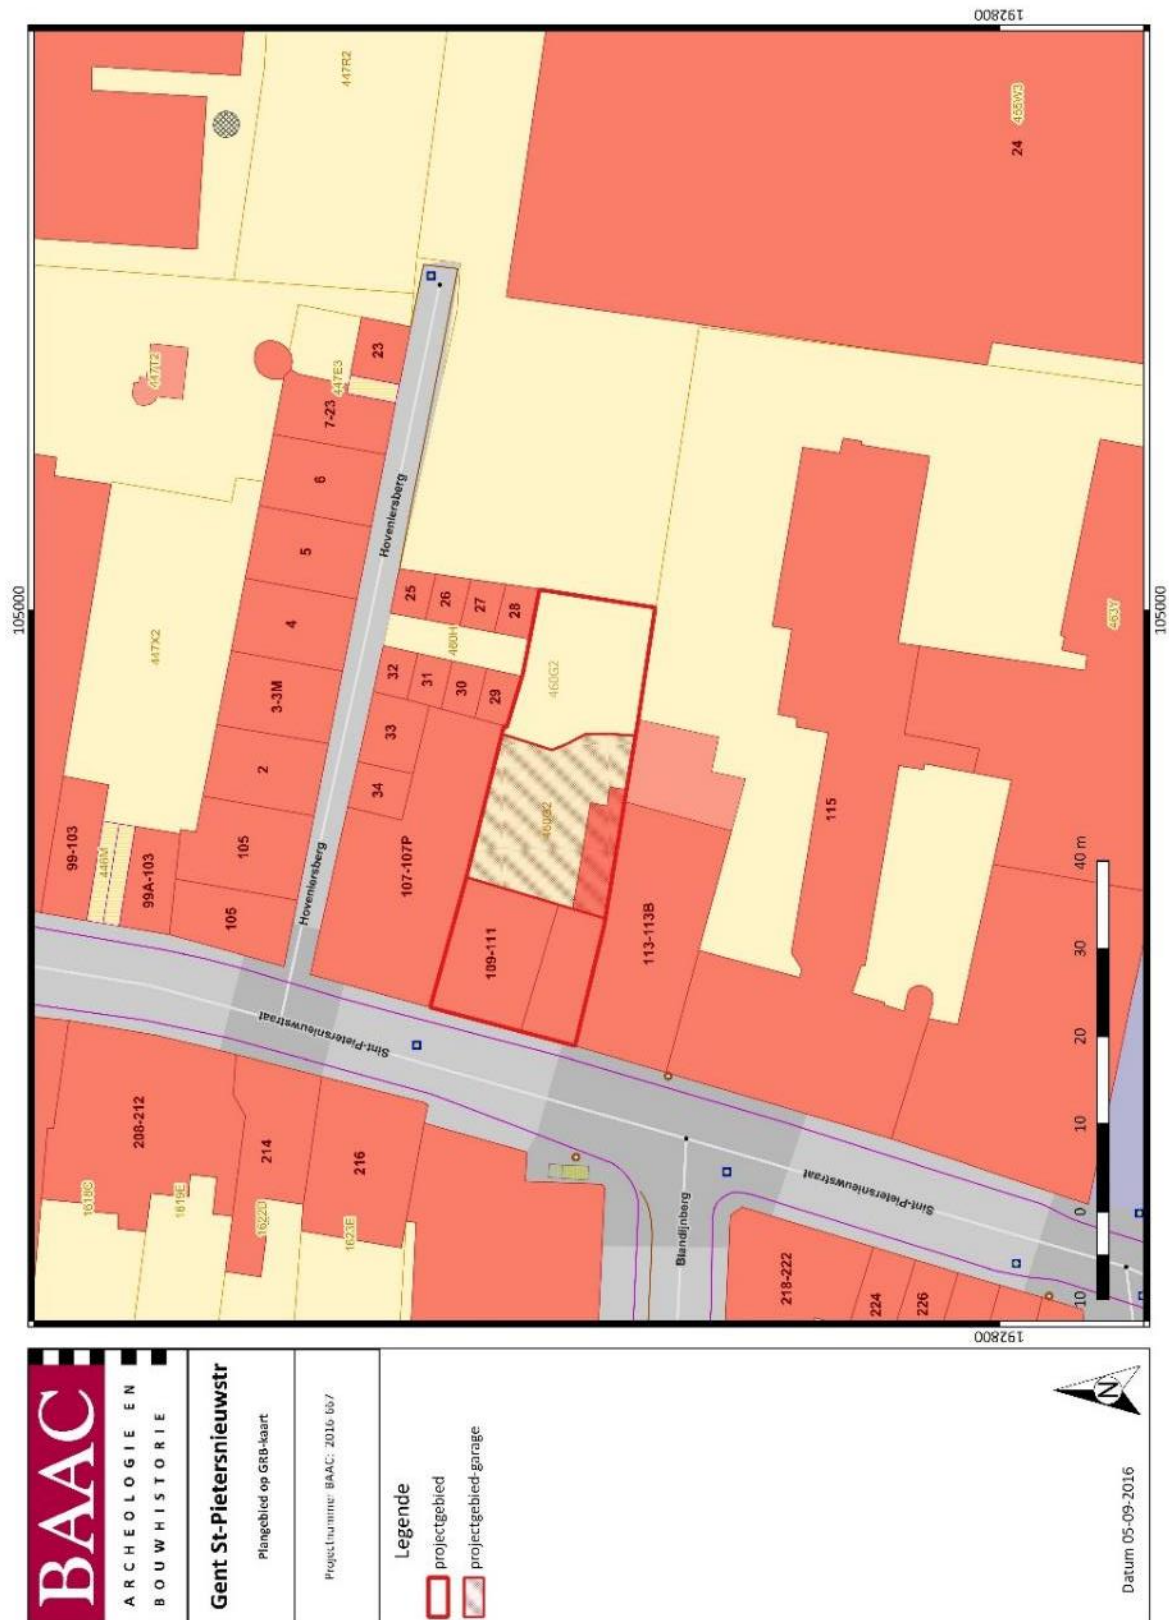 BAAC
ARCHEOLOGIE EN
BOUWHISTORIE
Gent St-Pietersnieuwstr
Plangebied op GRB-kaart
Projectnummer BAAC: 2016-667
Legende
projectgebied
projectgebied-garage
Datum 05-09-2016
N
105000
105000
192800
192800
99-103
446M
99A-103
105
105
2
3-3M
4
5
6
7-23
23
447X2
447T2
447E3
447R2
Hoveniersberg
Hoveniersberg
25
26
27
28
460H
32
31
30
29
33
34
107-107P
109-111
460G2
113-113B
115
24
455W3
463Y
Sint-Pietersnieuwstraat
Sint-Pietersnieuwstraat
Blandijnberg
208-212
214
216
1618C
1619E
1622D
1623E
218-222
224
226
10
0
10
20
30
40 m